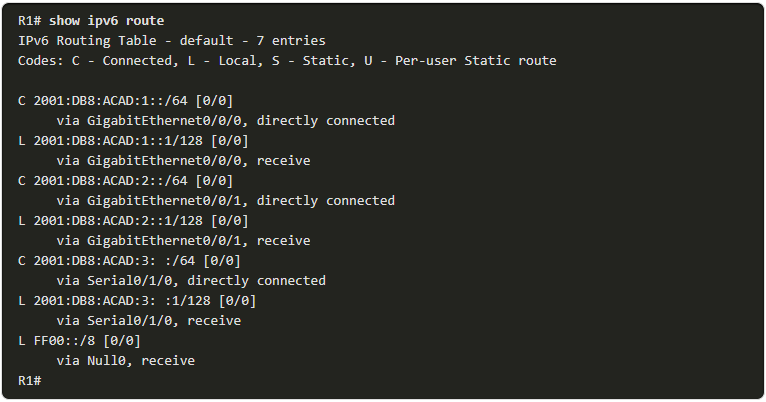 R1# show ipv6 route
IPv6 Routing Table - default - 7 entries
Codes: C - Connected, L - Local, S - Static, U - Per-user Static route
C 2001:DB8:ACAD:1::/64 [0/0]
via GigabitEthernet0/0/0, directly connected
L 2001:DB8:ACAD:1::1/128 [0/0]
via GigabitEthernet0/0/0, receive
C 2001:DB8:ACAD:2::/64 [0/0]
via GigabitEthernet0/0/1, directly connected
L 2001:DB8:ACAD:2::1/128 [0/0]
via GigabitEthernet0/0/1, receive
C 2001:DB8:ACAD:3: :/64 [0/0]
via Serial0/1/0, directly connected
L 2001:DB8:ACAD:3: :1/128 [0/0]
via Serial0/1/0, receive
L FF00::/8 [0/0]
via Null0, receive
R1#